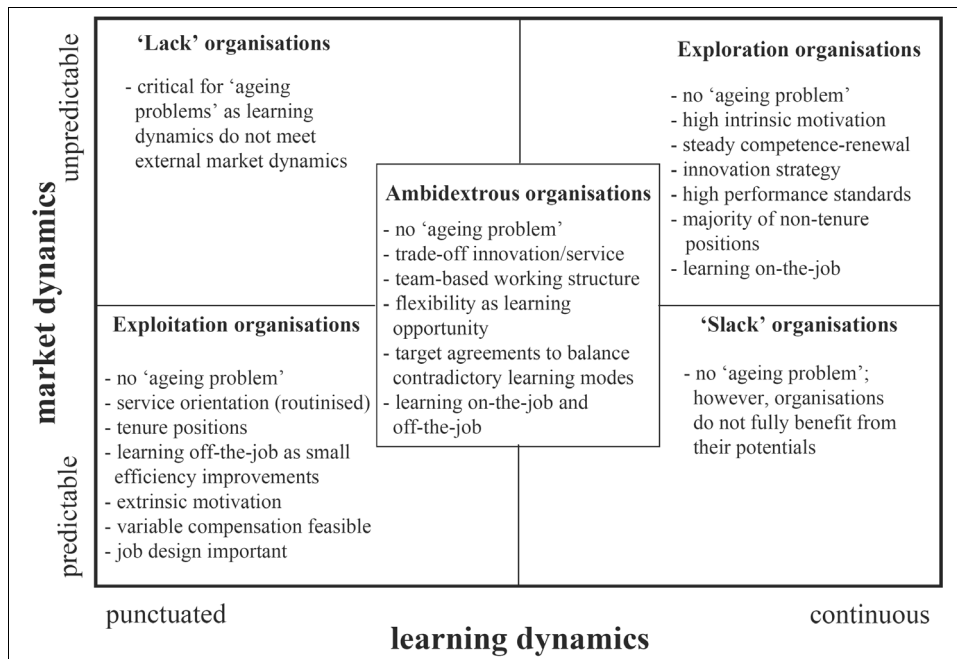 market dynamics
unpredictable
predictable
'Lack' organisations
- critical for 'ageing
problems' as learning
dynamics do not meet
external market dynamics
Exploration organisations
- no 'ageing problem'
- high intrinsic motivation
- steady competence-renewal
- innovation strategy
- high performance standards
- majority of non-tenure
positions
- learning on-the-job
Ambidextrous organisations
- no 'ageing problem'
- trade-off innovation/service
- team-based working structure
- flexibility as learning
opportunity
- target agreements to balance
contradictory learning modes
- learning on-the-job and
off-the-job
Exploitation organisations
- no 'ageing problem'
- service orientation (routinised)
- tenure positions
- learning off-the-job as small
efficiency improvements
- extrinsic motivation
- variable compensation feasible
- job design important
'Slack' organisations
- no 'ageing problem';
however, organisations
do not fully benefit from
their potentials
punctuated
continuous
learning dynamics